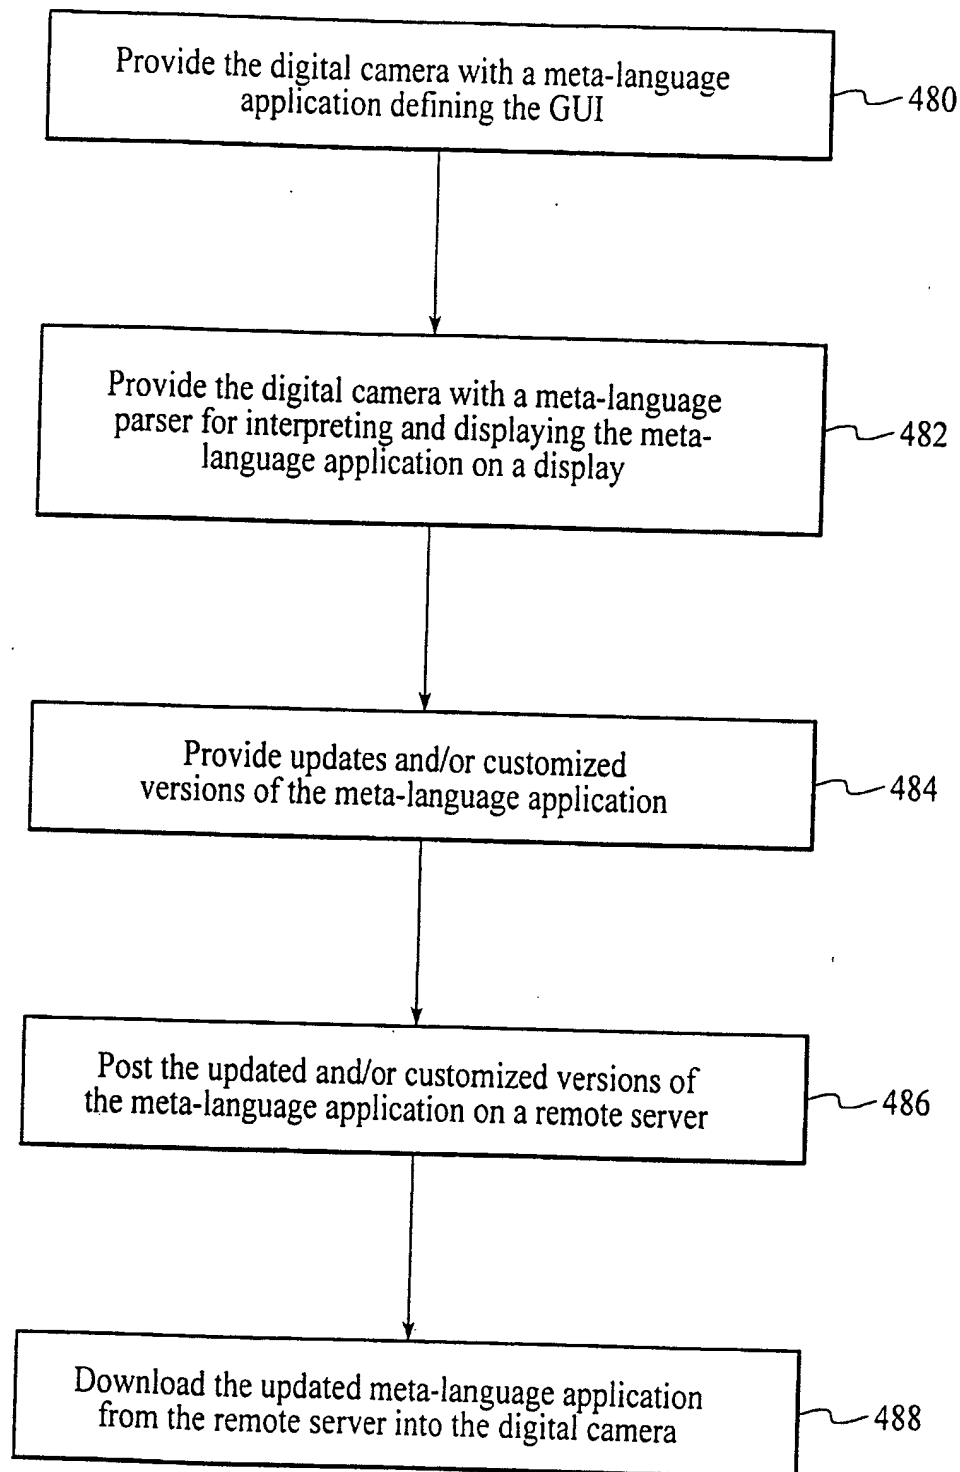 Provide the digital camera with a meta-language
application defining the GUI
480
Provide the digital camera with a meta-language
parser for interpreting and displaying the meta-
language application on a display
482
Provide updates and/or customized
versions of the meta-language application
484
Post the updated and/or customized versions of
the meta-language application on a remote server
486
Download the updated meta-language application
from the remote server into the digital camera
488